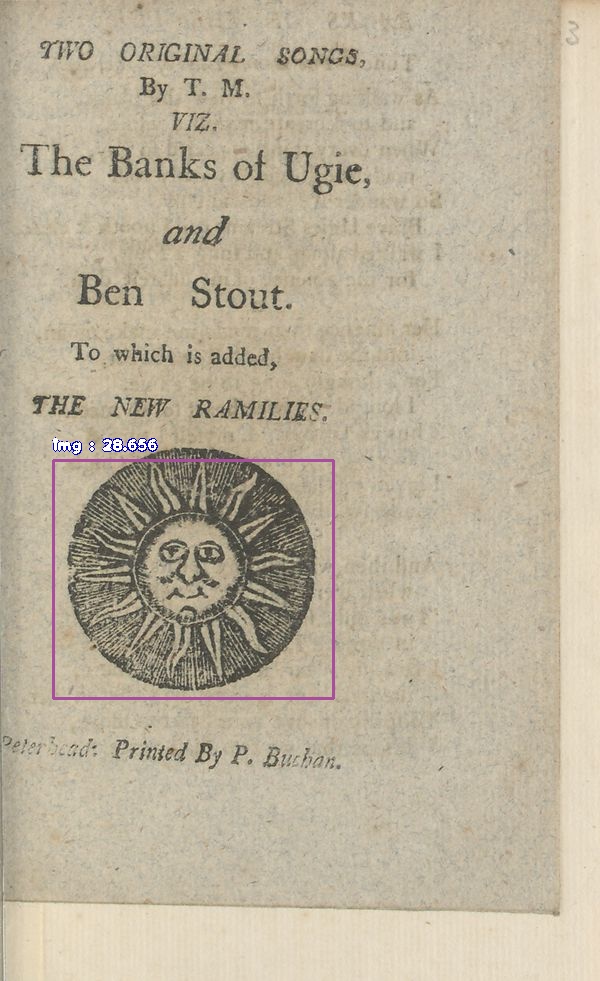 3
TWO ORIGINAL SONGS,
By T. M.
VIZ.
The Banks of Ugie,
and
Ben Stout.
To which is added,
THE NEW RAMILIES.
img : 28.656
Peterhead: Printed By P. Buchan.